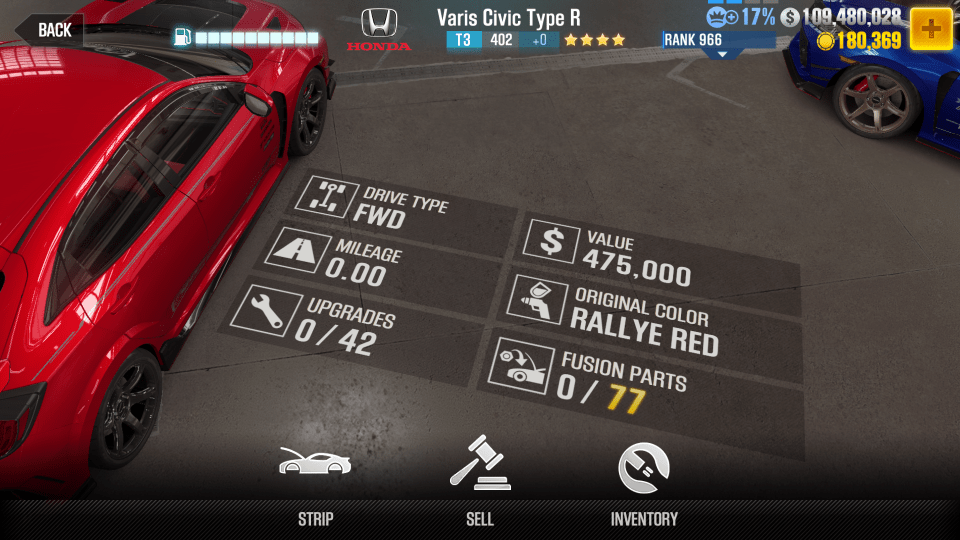 BACK
HONDA
Varis Civic Type R
T3 402 +0
17%
109,480,028
RANK 966
180,369
DRIVE TYPE
FWD
MILEAGE
0.00
UPGRADES
0 / 42
VALUE
475,000
ORIGINAL COLOR
RALLYE RED
FUSION PARTS
0 / 77
STRIP
SELL
INVENTORY